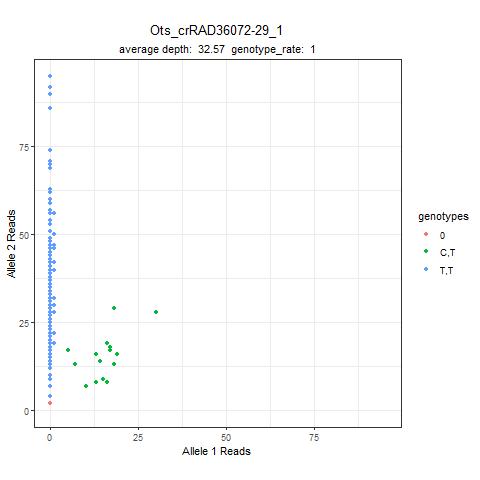 Ots_crRAD36072-29_1
average depth: 32.57 genotype_rate: 1
75
50
25
0
Allele 2 Reads
0 25 50 75
Allele 1 Reads
genotypes
0
C,T
T,T